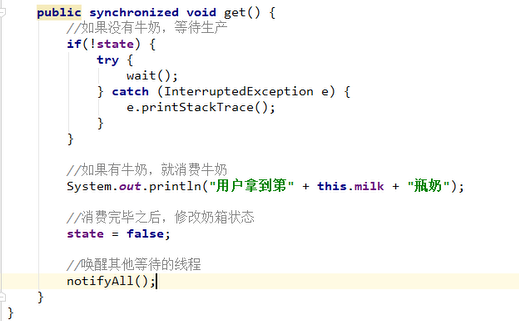 public synchronized void get() {
//如果没有牛奶，等待生产
if(!state) {
try {
wait();
} catch (InterruptedException e) {
e.printStackTrace();
}
}
//如果有牛奶，就消费牛奶
System.out.println("用户拿到第" + this.milk + "瓶奶");
//消费完毕之后，修改奶箱状态
state = false;
//唤醒其他等待的线程
notifyAll();
}
}